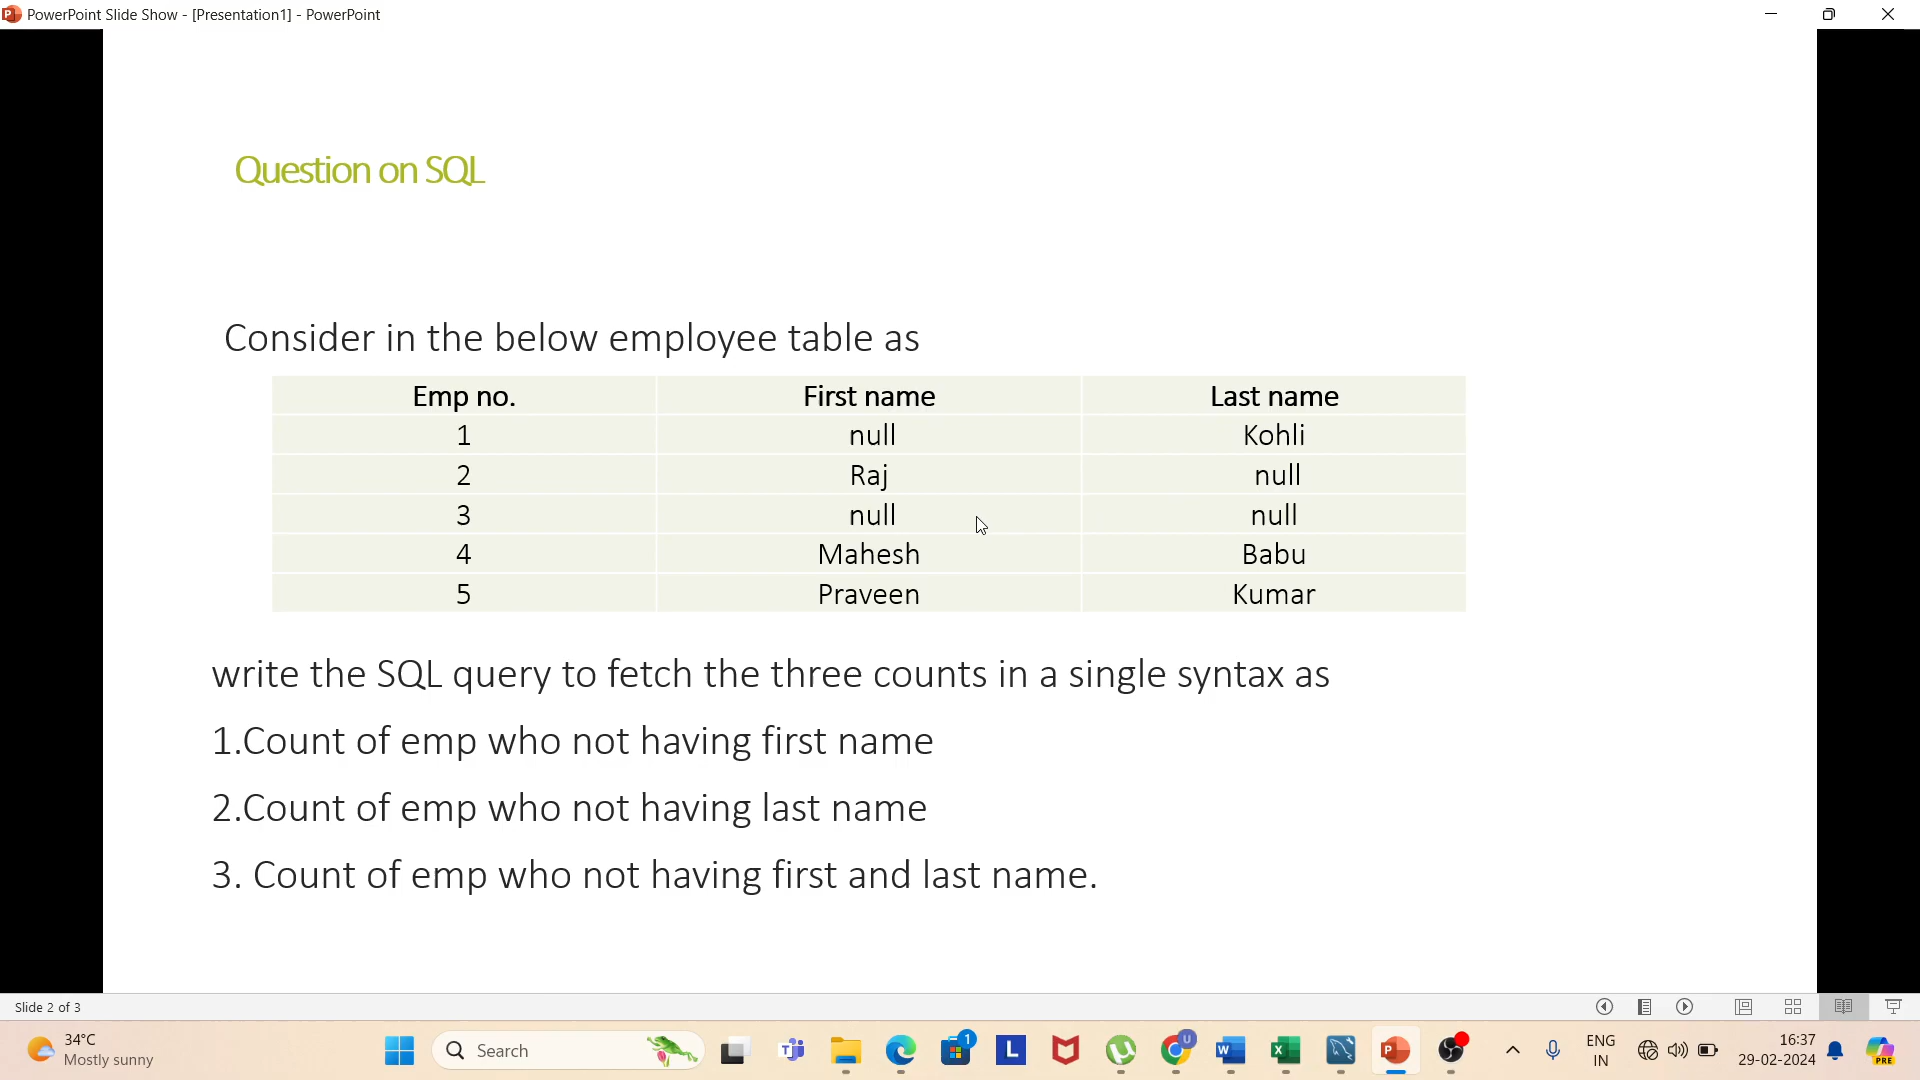 PowerPoint Slide Show - [Presentation1] - PowerPoint
Question on SQL
Consider in the below employee table as
Emp no. First name Last name
1 null Kohli
2 Raj null
3 null null
4 Mahesh Babu
5 Praveen Kumar
write the SQL query to fetch the three counts in a single syntax as
1.Count of emp who not having first name
2.Count of emp who not having last name
3. Count of emp who not having first and last name.
Slide 2 of 3
34°C
Mostly sunny
Search
1
L
U
ENG
IN
16:37
29-02-2024
PRE